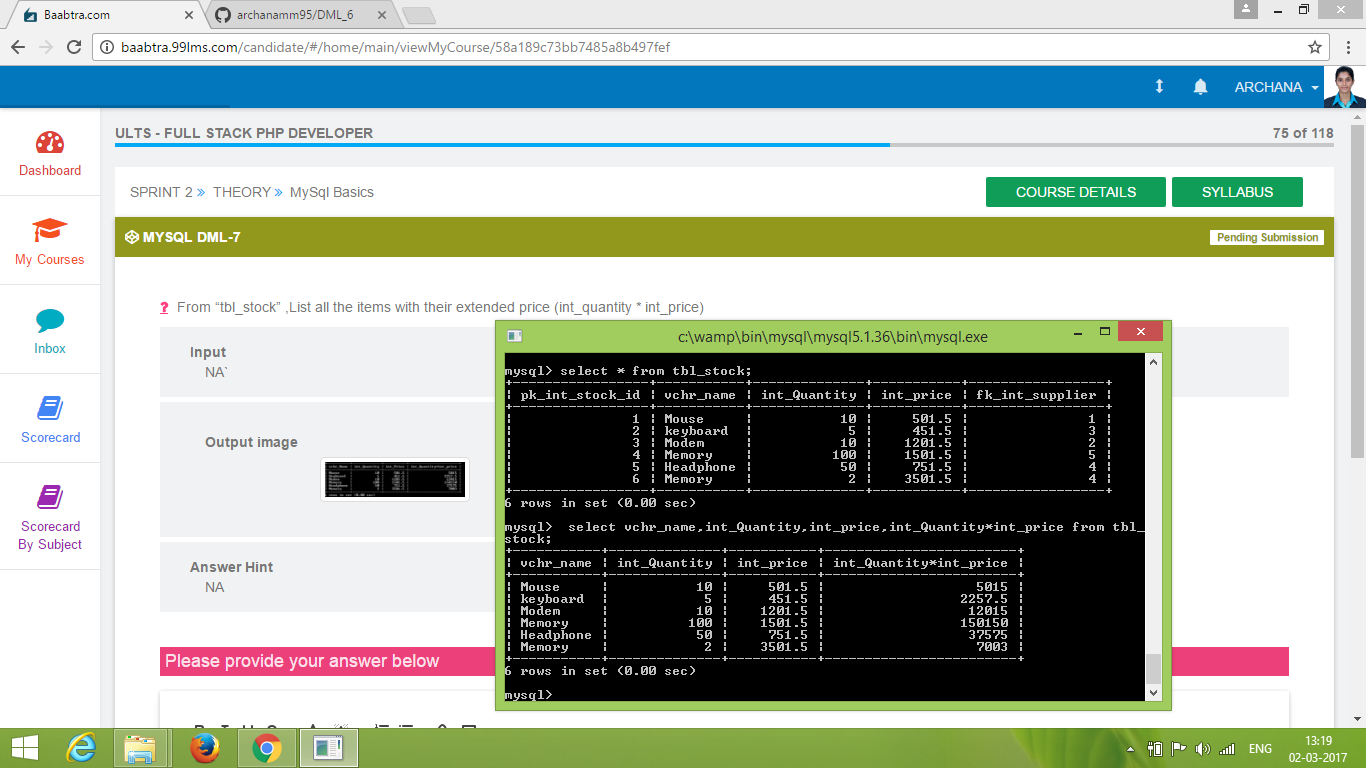 Baabtra.com
archanamm95/DML_6
baabtra.99lms.com/candidate/#/home/main/viewMyCourse/58a189c73bb7485a8b497fef
ARCHANA
Dashboard
My Courses
Inbox
Scorecard
Scorecard
By Subject
ULTS - FULL STACK PHP DEVELOPER
75 of 118
SPRINT 2 » THEORY » MySql Basics
COURSE DETAILS
SYLLABUS
MYSQL DML-7
Pending Submission
? From “tbl_stock” ,List all the items with their extended price (int_quantity * int_price)
Input
NA`
Output image
Answer Hint
NA
Please provide your answer below
c:\wamp\bin\mysql\mysql5.1.36\bin\mysql.exe
mysql> select * from tbl_stock;
+----------------+-----------+--------------+-----------+-----------------+
| pk_int_stock_id | vchr_name | int_Quantity | int_price | fk_int_supplier |
| 1 | Mouse | 10 | 501.5 | 1 |
| 2 | keyboard | 5 | 451.5 | 3 |
| 3 | Modem | 10 | 1201.5 | 2 |
| 4 | Memory | 100 | 1501.5 | 5 |
| 5 | Headphone | 50 | 751.5 | 4 |
| 6 | Memory | 2 | 3501.5 | 4 |
6 rows in set (0.00 sec)
mysql> select vchr_name,int_Quantity,int_price,int_Quantity*int_price from tbl_
stock;
| vchr_name | int_Quantity | int_price | int_Quantity*int_price |
| Mouse | 10 | 501.5 | 5015 |
| keyboard | 5 | 451.5 | 2257.5 |
| Modem | 10 | 1201.5 | 12015 |
| Memory | 100 | 1501.5 | 150150 |
| Headphone | 50 | 751.5 | 37575 |
| Memory | 2 | 3501.5 | 7003 |
6 rows in set (0.00 sec)
mysql>
ENG
13:19
02-03-2017